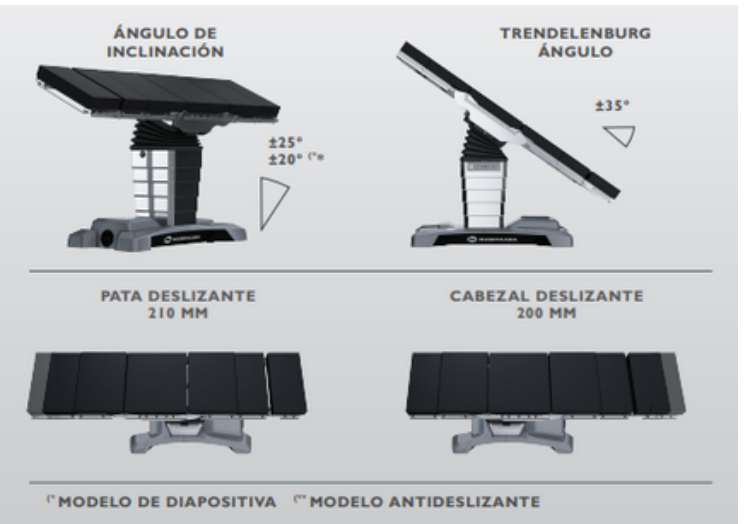 ÁNGULO DE
INCLINACIÓN
TRENDELENBURG
ÁNGULO
±25°
±20° (**
±35°
PATA DESLIZANTE
210 MM
CABEZAL DESLIZANTE
200 MM
(* MODELO DE DIAPOSITIVA (** MODELO ANTIDESLIZANTE